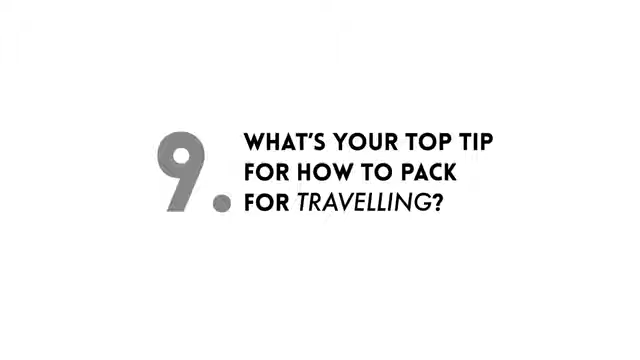 9.
WHAT'S YOUR TOP TIP
FOR HOW TO PACK
FOR TRAVELLING?